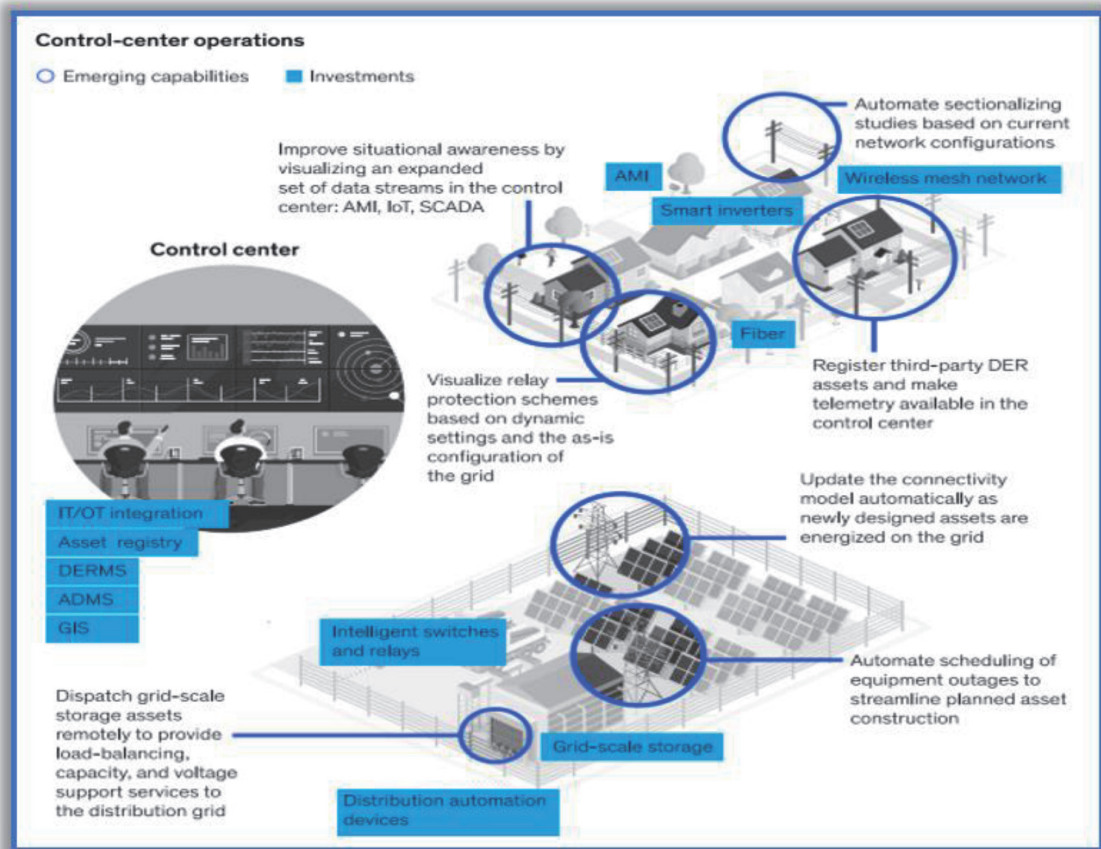 Control-center operations
Emerging capabilities
Investments
Automate sectionalizing
studies based on current
network configurations
Improve situational awareness by
visualizing an expanded
set of data streams in the control
center: AMI, IoT, SCADA
AMI
Wireless mesh network
Smart inverters
Control center
Fiber
Register third-party DER
assets and make
telemetry available in the
control center
Visualize relay
protection schemes
based on dynamic
settings and the as-is
configuration of
the grid
Update the connectivity
model automatically as
newly designed assets are
energized on the grid
IT/OT integration
Asset registry
DERMS
ADMS
GIS
Intelligent switches
and relays
Automate scheduling of
equipment outages to
streamline planned asset
construction
Dispatch grid-scale
storage assets
remotely to provide
load-balancing,
capacity, and voltage
support services to
the distribution grid
Grid-scale storage
Distribution automation
devices